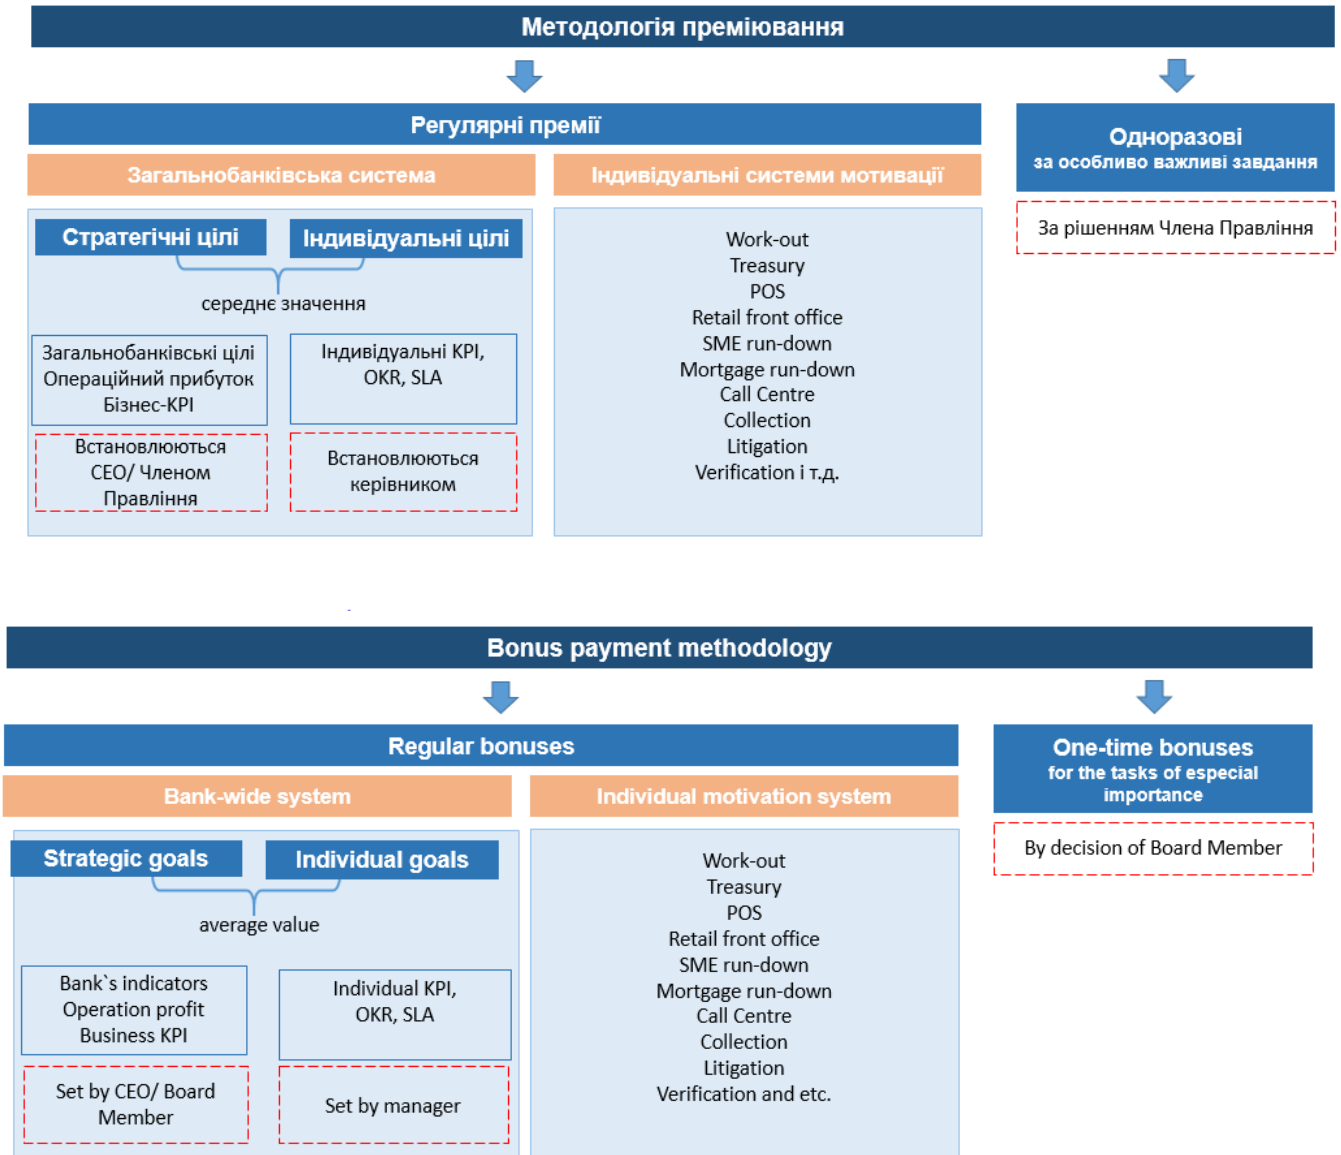 Методологія преміювання
Регулярні премії
Одноразові
за особливо важливі завдання
Загальнобанківська система
Індивідуальні системи мотивації
За рішенням Члена Правління
Стратегічні цілі
Індивідуальні цілі
середнє значення
Загальнобанківські цілі
Операційний прибуток
Бізнес-KPI
Індивідуальні KPI,
OKR, SLA
Встановлюються
CEO/ Членом
Правління
Встановлюються
керівником
Work-out
Treasury
POS
Retail front office
SME run-down
Mortgage run-down
Call Centre
Collection
Litigation
Verification і т.д.
Bonus payment methodology
Regular bonuses
One-time bonuses
for the tasks of especial
importance
Bank-wide system
Individual motivation system
By decision of Board Member
Strategic goals
Individual goals
average value
Bank`s indicators
Operation profit
Business KPI
Individual KPI,
OKR, SLA
Set by CEO/ Board
Member
Set by manager
Work-out
Treasury
POS
Retail front office
SME run-down
Mortgage run-down
Call Centre
Collection
Litigation
Verification and etc.